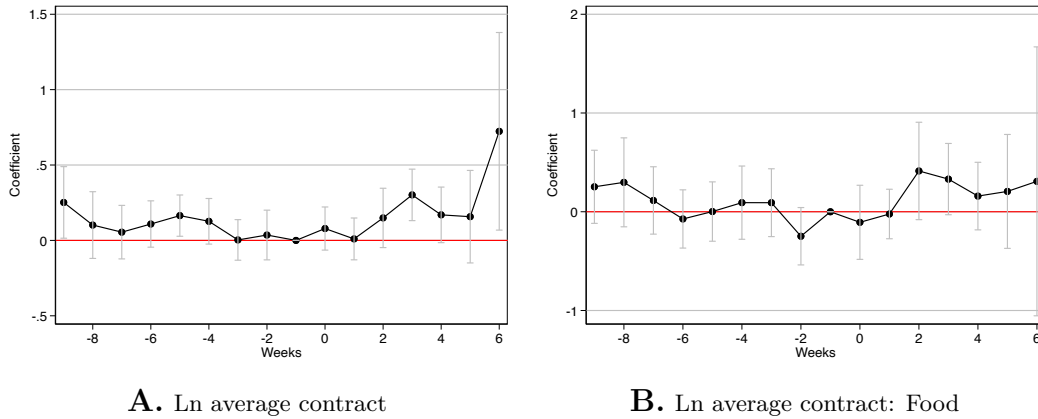 1.5
1
.5
0
-.5
Coefficient
-8 -6 -4 -2 0 2 4 6
Weeks
A. Ln average contract
2
1
0
-1
Coefficient
-8 -6 -4 -2 0 2 4 6
Weeks
B. Ln average contract: Food